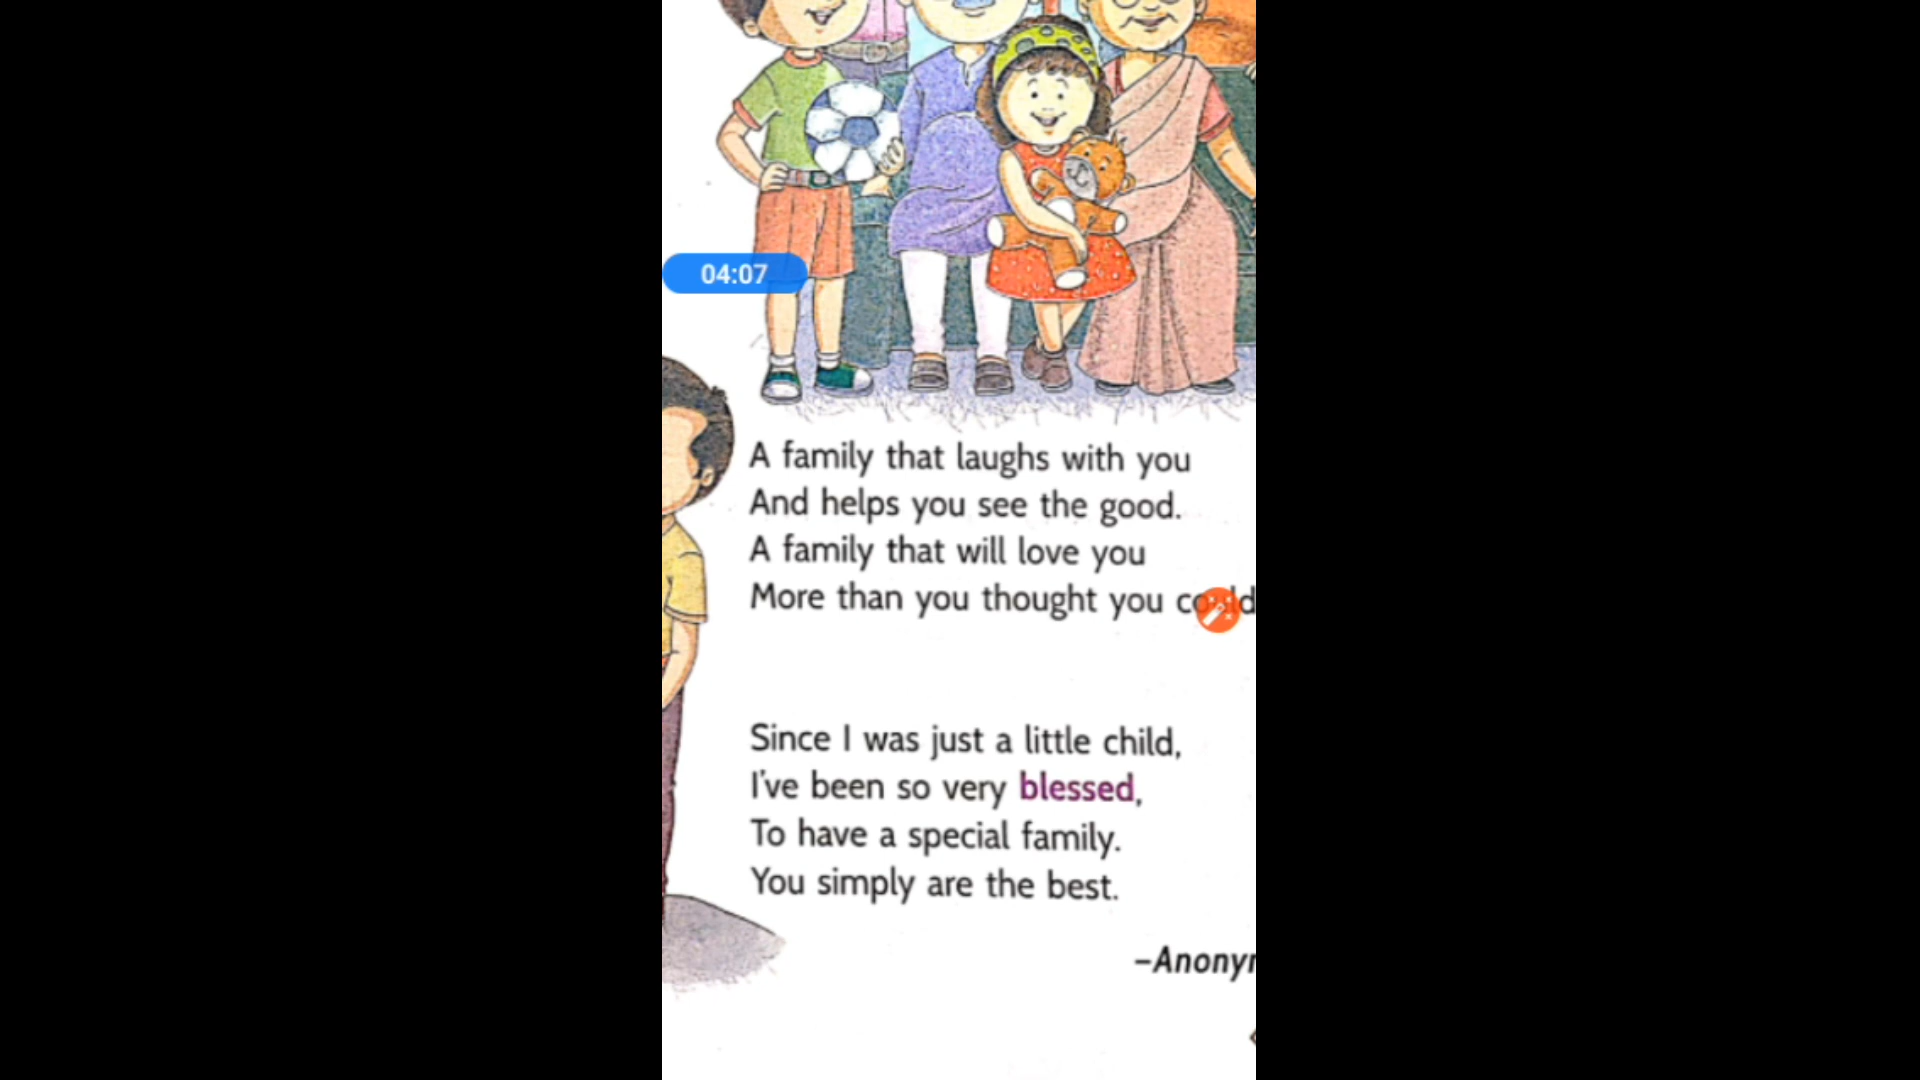 04:07
A family that laughs with you
And helps you see the good.
A family that will love you
More than you thought you could
Since I was just a little child,
I've been so very blessed,
To have a special family.
You simply are the best.